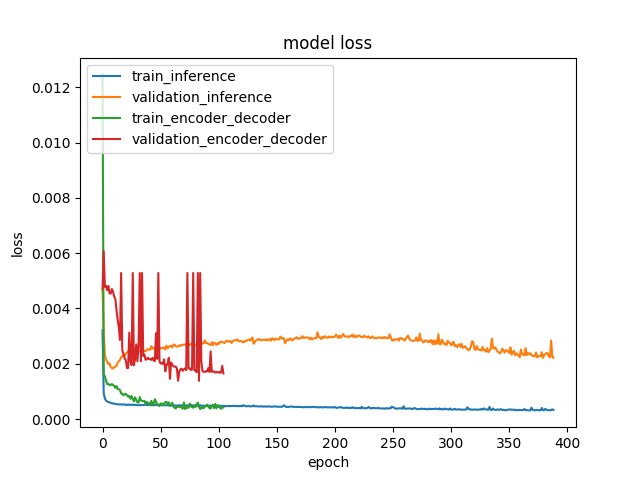 model loss
train_inference
validation_inference
train_encoder_decoder
validation_encoder_decoder
0.012
0.010
0.008
0.006
0.004
0.002
0.000
loss
0 50 100 150 200 250 300 350 400
epoch